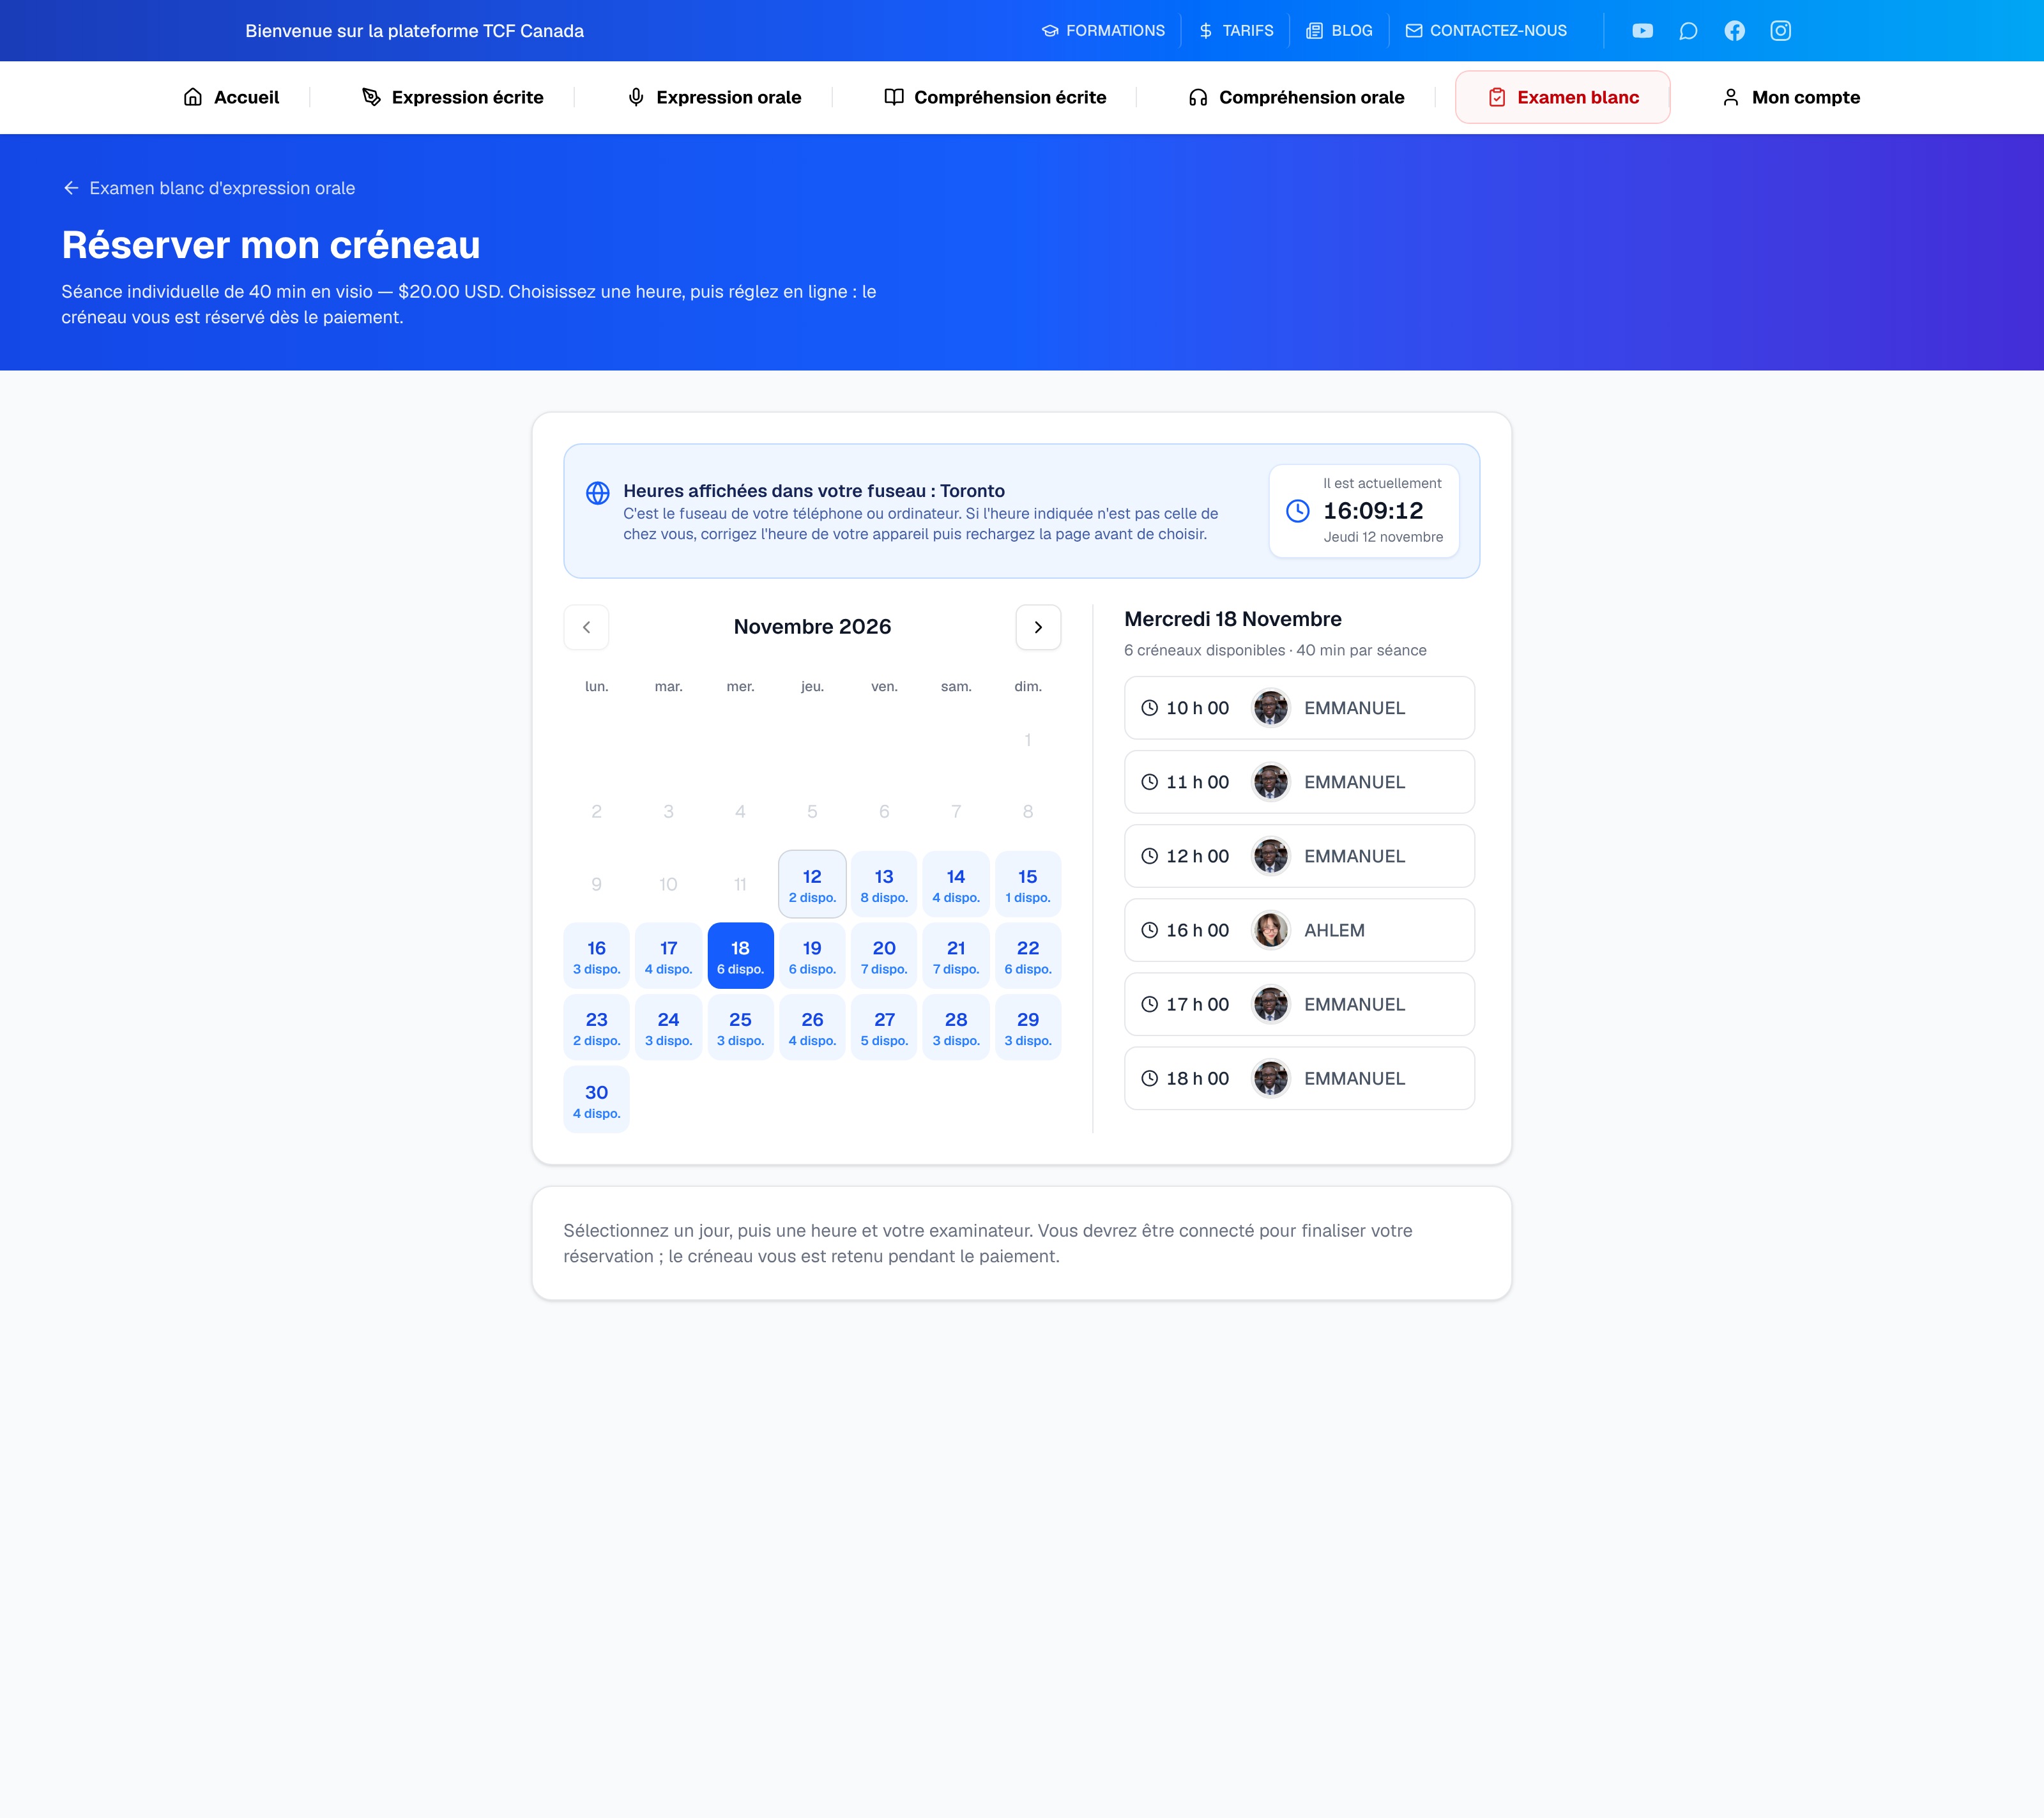 Bienvenue sur la plateforme TCF Canada
FORMATIONS
TARIFS
BLOG
CONTACTEZ-NOUS
Accueil
Expression écrite
Expression orale
Compréhension écrite
Compréhension orale
Examen blanc
Mon compte
Examen blanc d'expression orale
Réserver mon créneau
Séance individuelle de 40 min en visio — $20.00 USD. Choisissez une heure, puis réglez en ligne : le
créneau vous est réservé dès le paiement.
Heures affichées dans votre fuseau : Toronto
C'est le fuseau de votre téléphone ou ordinateur. Si l'heure indiquée n'est pas celle de
chez vous, corrigez l'heure de votre appareil puis rechargez la page avant de choisir.
Il est actuellement
16:09:12
Jeudi 12 novembre
Novembre 2026
lun. mar. mer. jeu. ven. sam. dim.
1
2 3 4 5 6 7 8
9 10 11 12 13 14 15
2 dispo. 8 dispo. 4 dispo. 1 dispo.
16 17 18 19 20 21 22
3 dispo. 4 dispo. 6 dispo. 6 dispo. 7 dispo. 7 dispo. 6 dispo.
23 24 25 26 27 28 29
2 dispo. 3 dispo. 3 dispo. 4 dispo. 5 dispo. 3 dispo. 3 dispo.
30
4 dispo.
Mercredi 18 Novembre
6 créneaux disponibles · 40 min par séance
10 h 00 EMMANUEL
11 h 00 EMMANUEL
12 h 00 EMMANUEL
16 h 00 AHLEM
17 h 00 EMMANUEL
18 h 00 EMMANUEL
Sélectionnez un jour, puis une heure et votre examinateur. Vous devrez être connecté pour finaliser votre
réservation ; le créneau vous est retenu pendant le paiement.